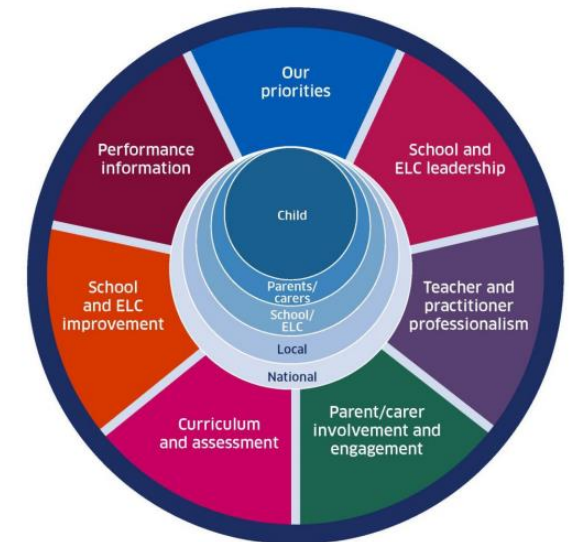 Our
priorities
School and
ELC leadership
Teacher and
practitioner
professionalism
Parent/carer
involvement and
engagement
Curriculum
and assessment
School
and ELC
improvement
Performance
information
Child
Parents/
carers
School/
ELC
Local
National